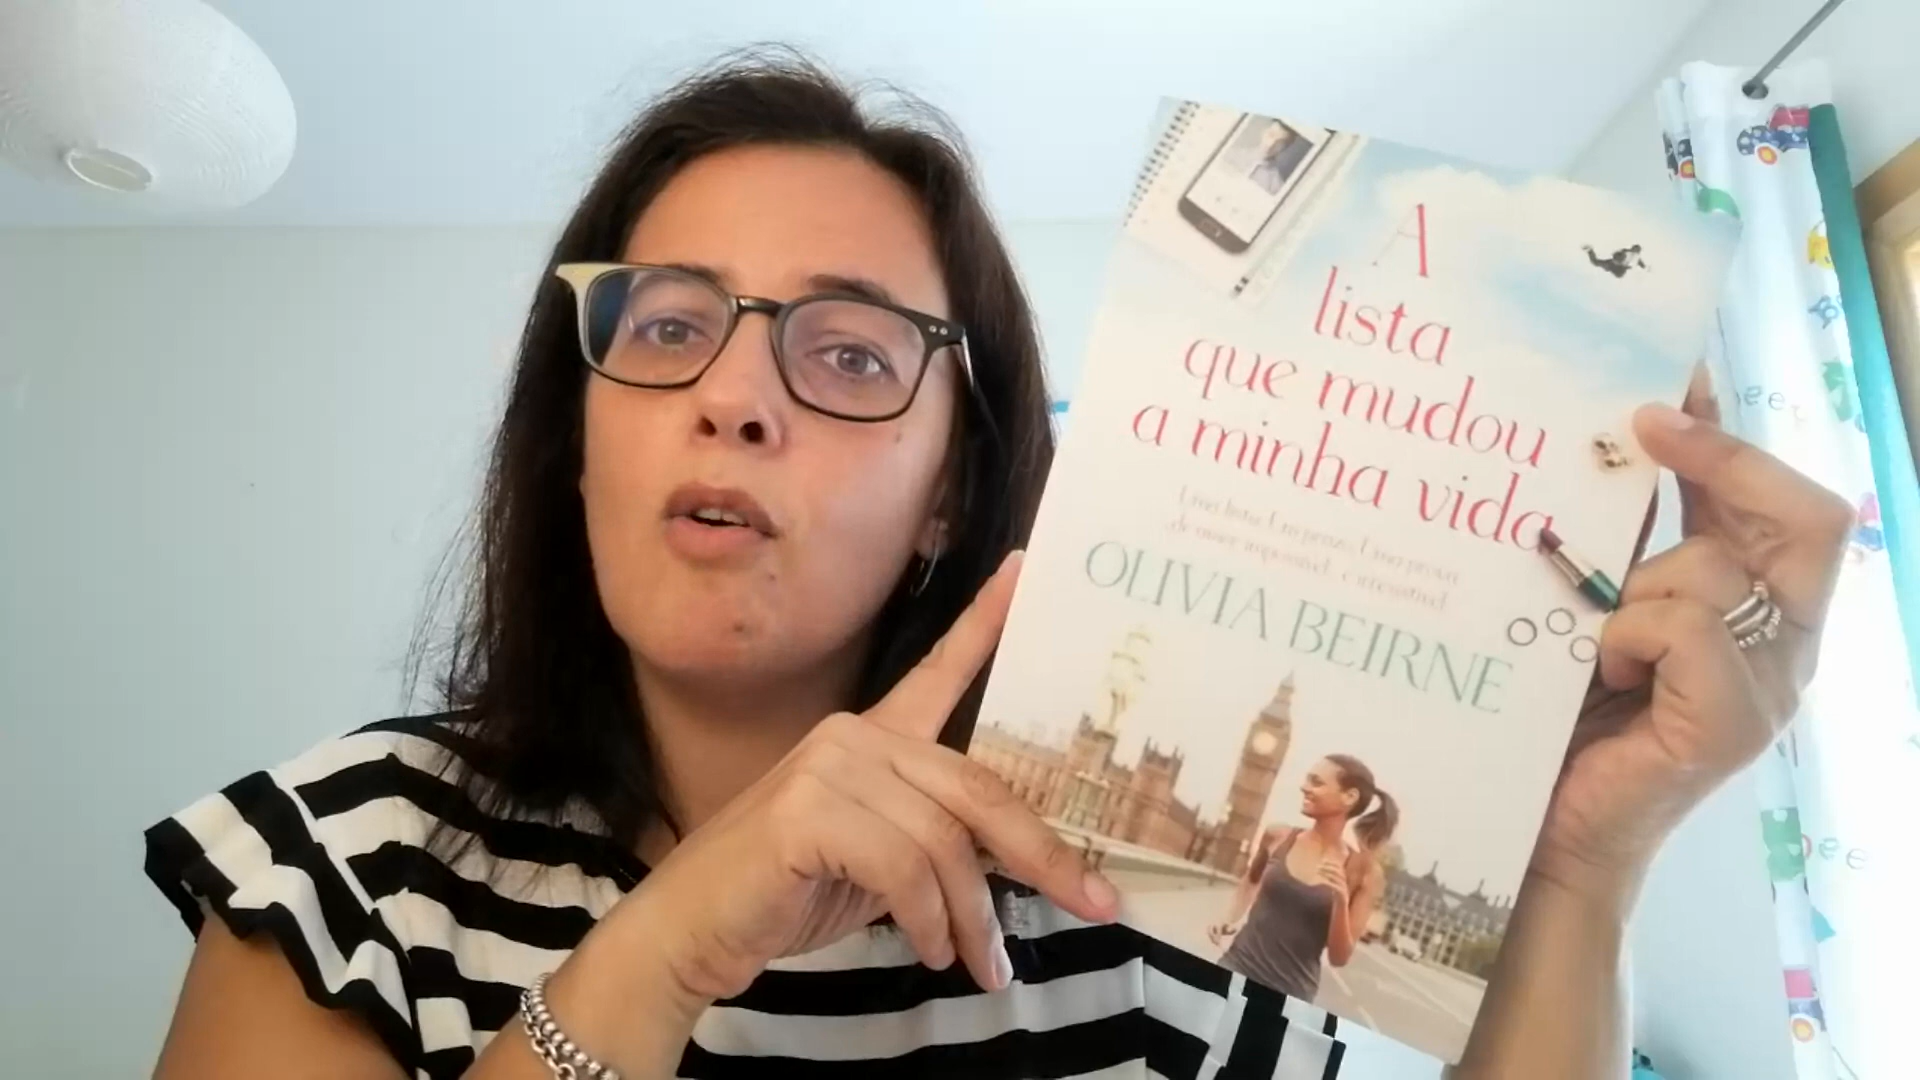 A
lista
que mudou
a minha vida
OLIVIA BEIRNE